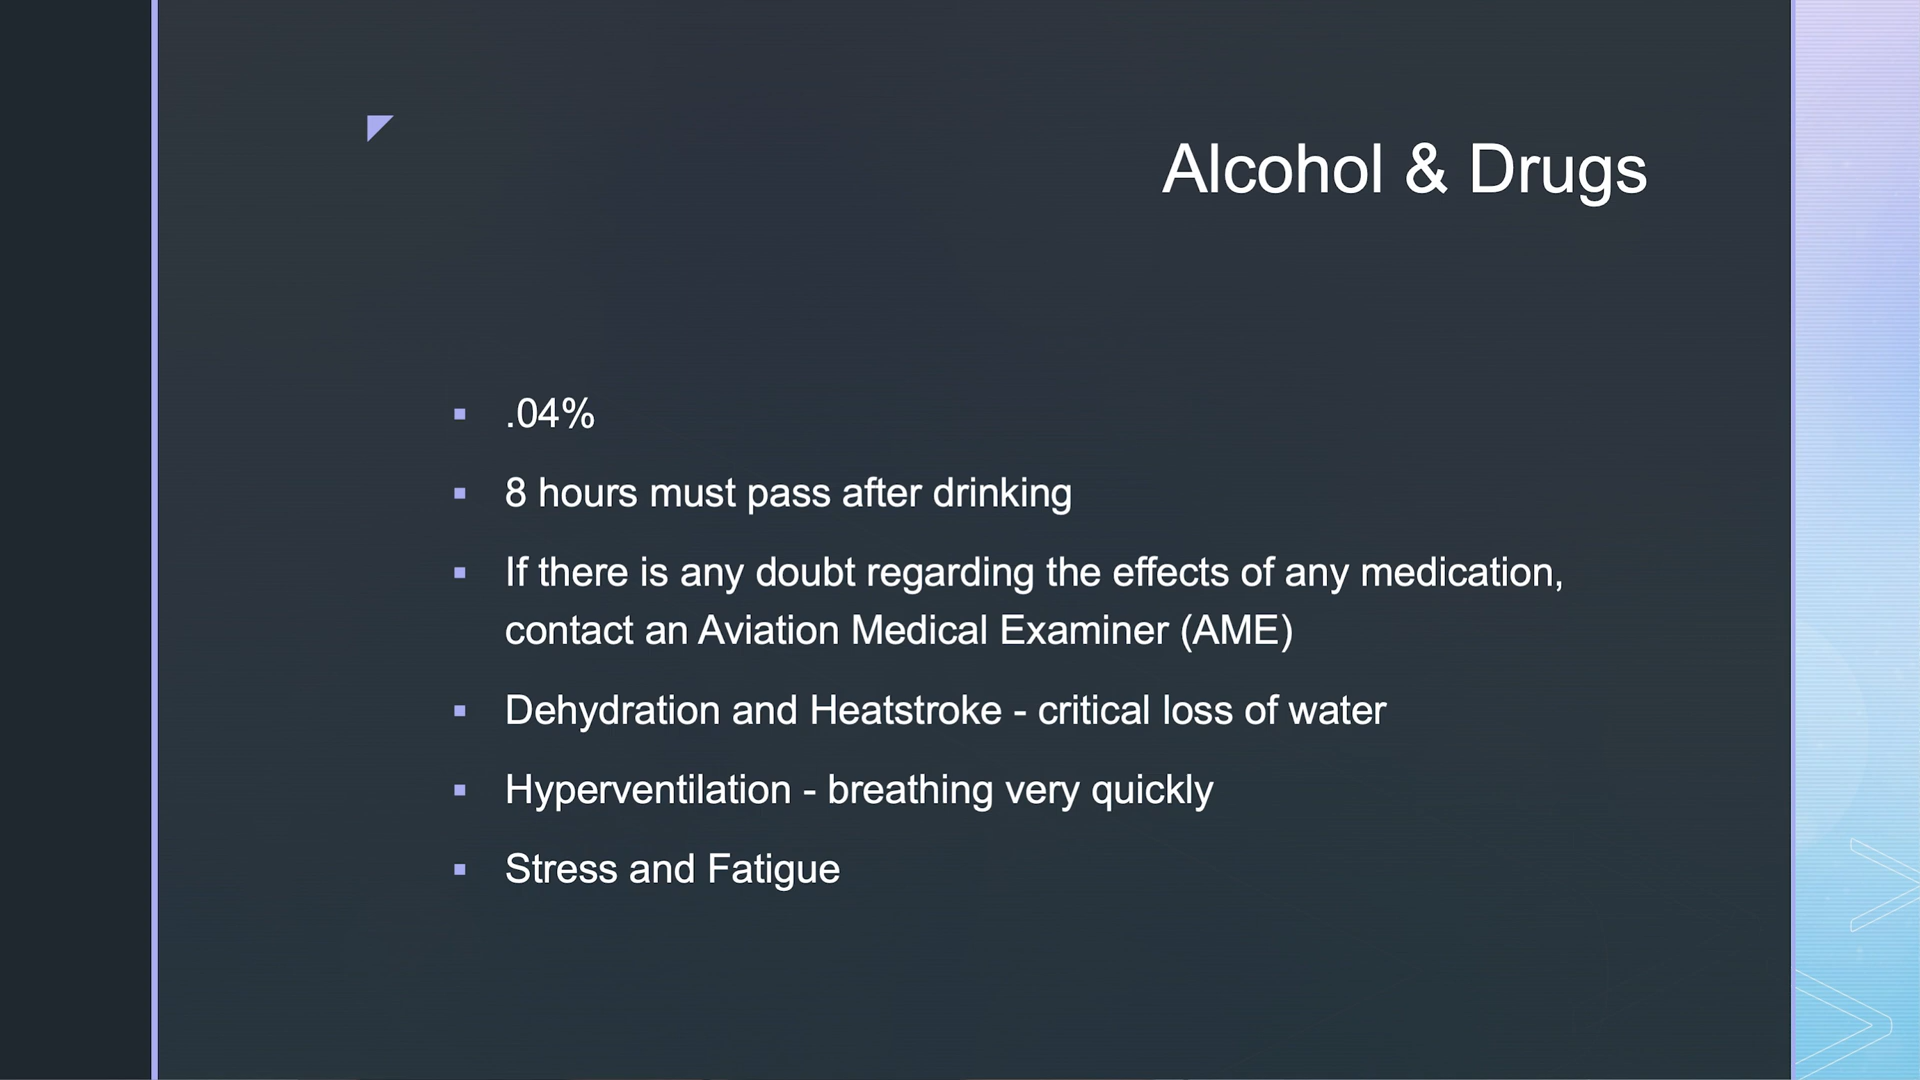 Alcohol & Drugs
.04%
8 hours must pass after drinking
If there is any doubt regarding the effects of any medication,
contact an Aviation Medical Examiner (AME)
Dehydration and Heatstroke - critical loss of water
Hyperventilation - breathing very quickly
Stress and Fatigue